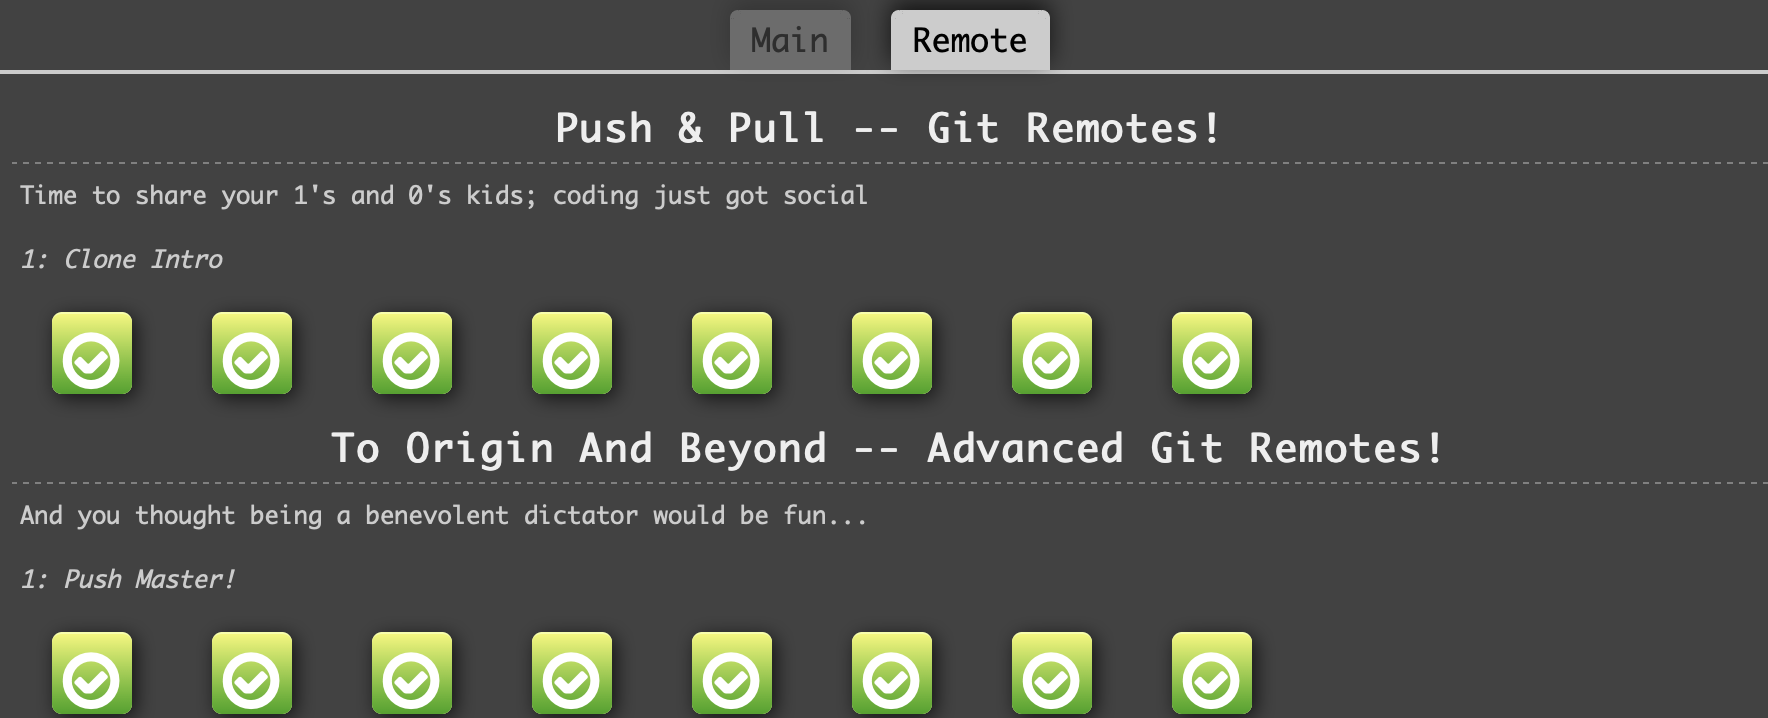 Main
Remote
Push & Pull -- Git Remotes!
Time to share your 1's and 0's kids; coding just got social
1: Clone Intro
To Origin And Beyond -- Advanced Git Remotes!
And you thought being a benevolent dictator would be fun...
1: Push Master!